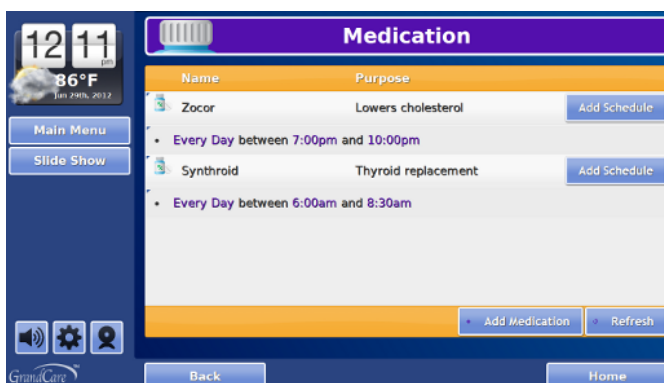 12 11
pm
86°F
Jun 29th, 2012
Main Menu
Slide Show
GrandCare
Medication
Name Purpose
Zocor Lowers cholesterol Add Schedule
• Every Day between 7:00pm and 10:00pm
Synthroid Thyroid replacement Add Schedule
• Every Day between 6:00am and 8:30am
Add Medication Refresh
Back Home